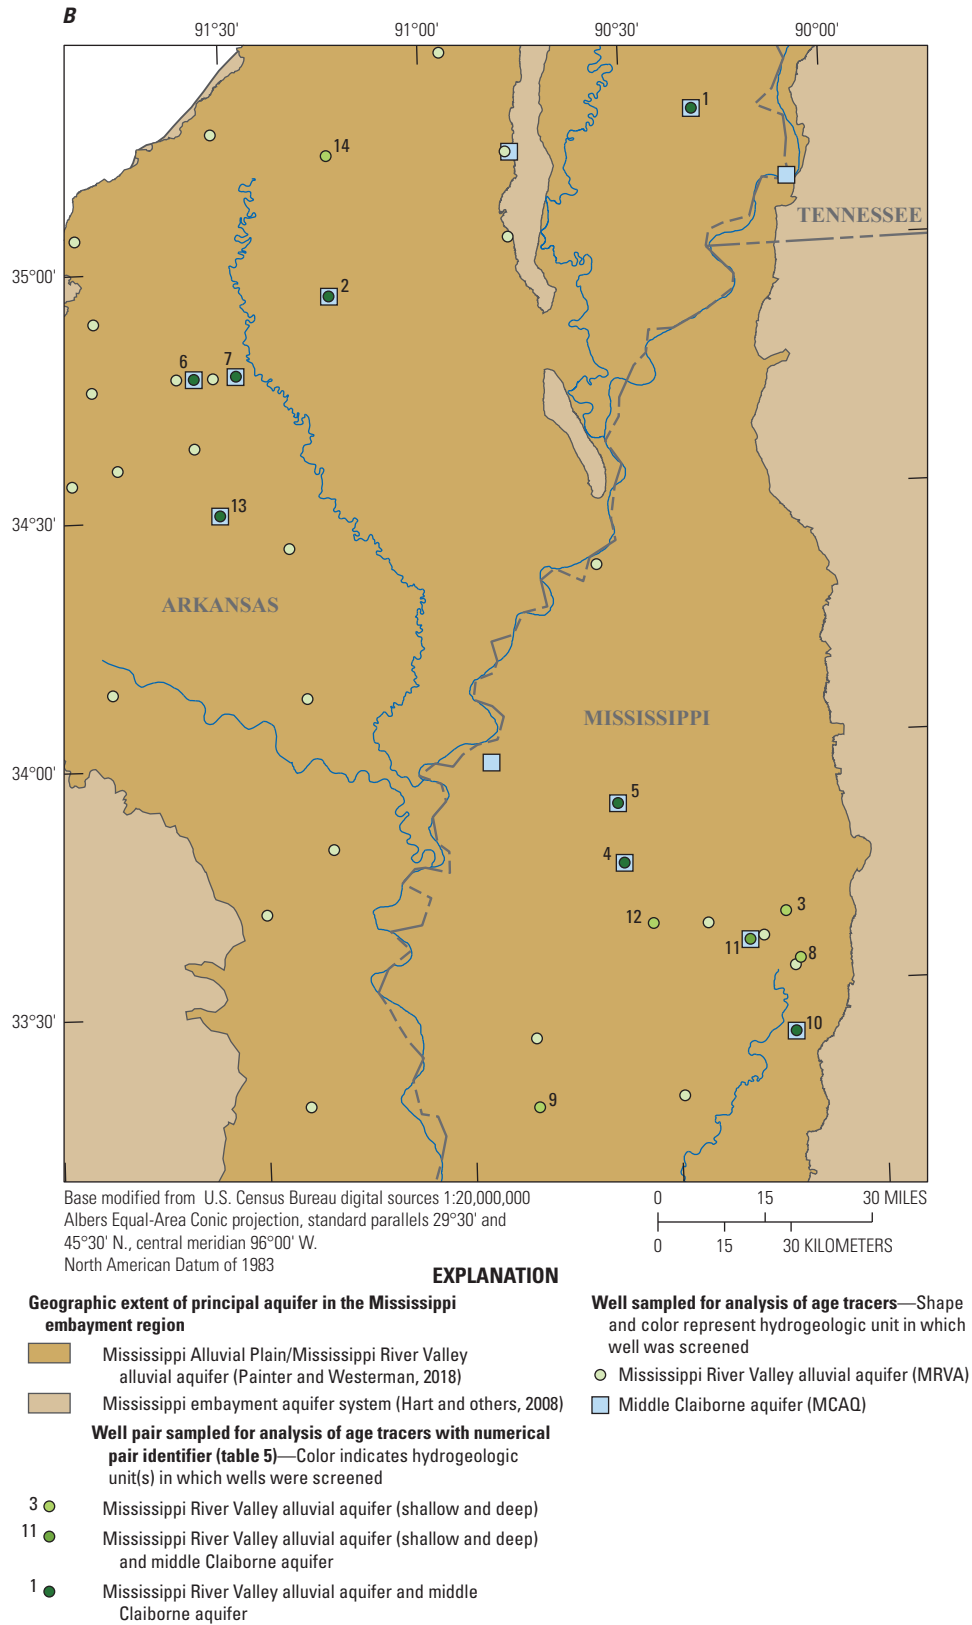 B
91°30'
91°00'
90°30'
90°00'
1
14
TENNESSEE
35°00'
2
6
7
13
34°30'
ARKANSAS
MISSISSIPPI
34°00'
5
4
3
12
11
8
33°30'
10
9
Base modified from U.S. Census Bureau digital sources 1:20,000,000
Albers Equal-Area Conic projection, standard parallels 29°30' and
45°30' N., central meridian 96°00' W.
North American Datum of 1983
0 15 30 MILES
0 15 30 KILOMETERS
EXPLANATION
Geographic extent of principal aquifer in the Mississippi
embayment region
Mississippi Alluvial Plain/Mississippi River Valley
alluvial aquifer (Painter and Westerman, 2018)
Mississippi embayment aquifer system (Hart and others, 2008)
Well pair sampled for analysis of age tracers with numerical
pair identifier (table 5)—Color indicates hydrogeologic
unit(s) in which wells were screened
3
Mississippi River Valley alluvial aquifer (shallow and deep)
11
Mississippi River Valley alluvial aquifer (shallow and deep)
and middle Claiborne aquifer
1
Mississippi River Valley alluvial aquifer and middle
Claiborne aquifer
Well sampled for analysis of age tracers—Shape
and color represent hydrogeologic unit in which
well was screened
Mississippi River Valley alluvial aquifer (MRVA)
Middle Claiborne aquifer (MCAQ)